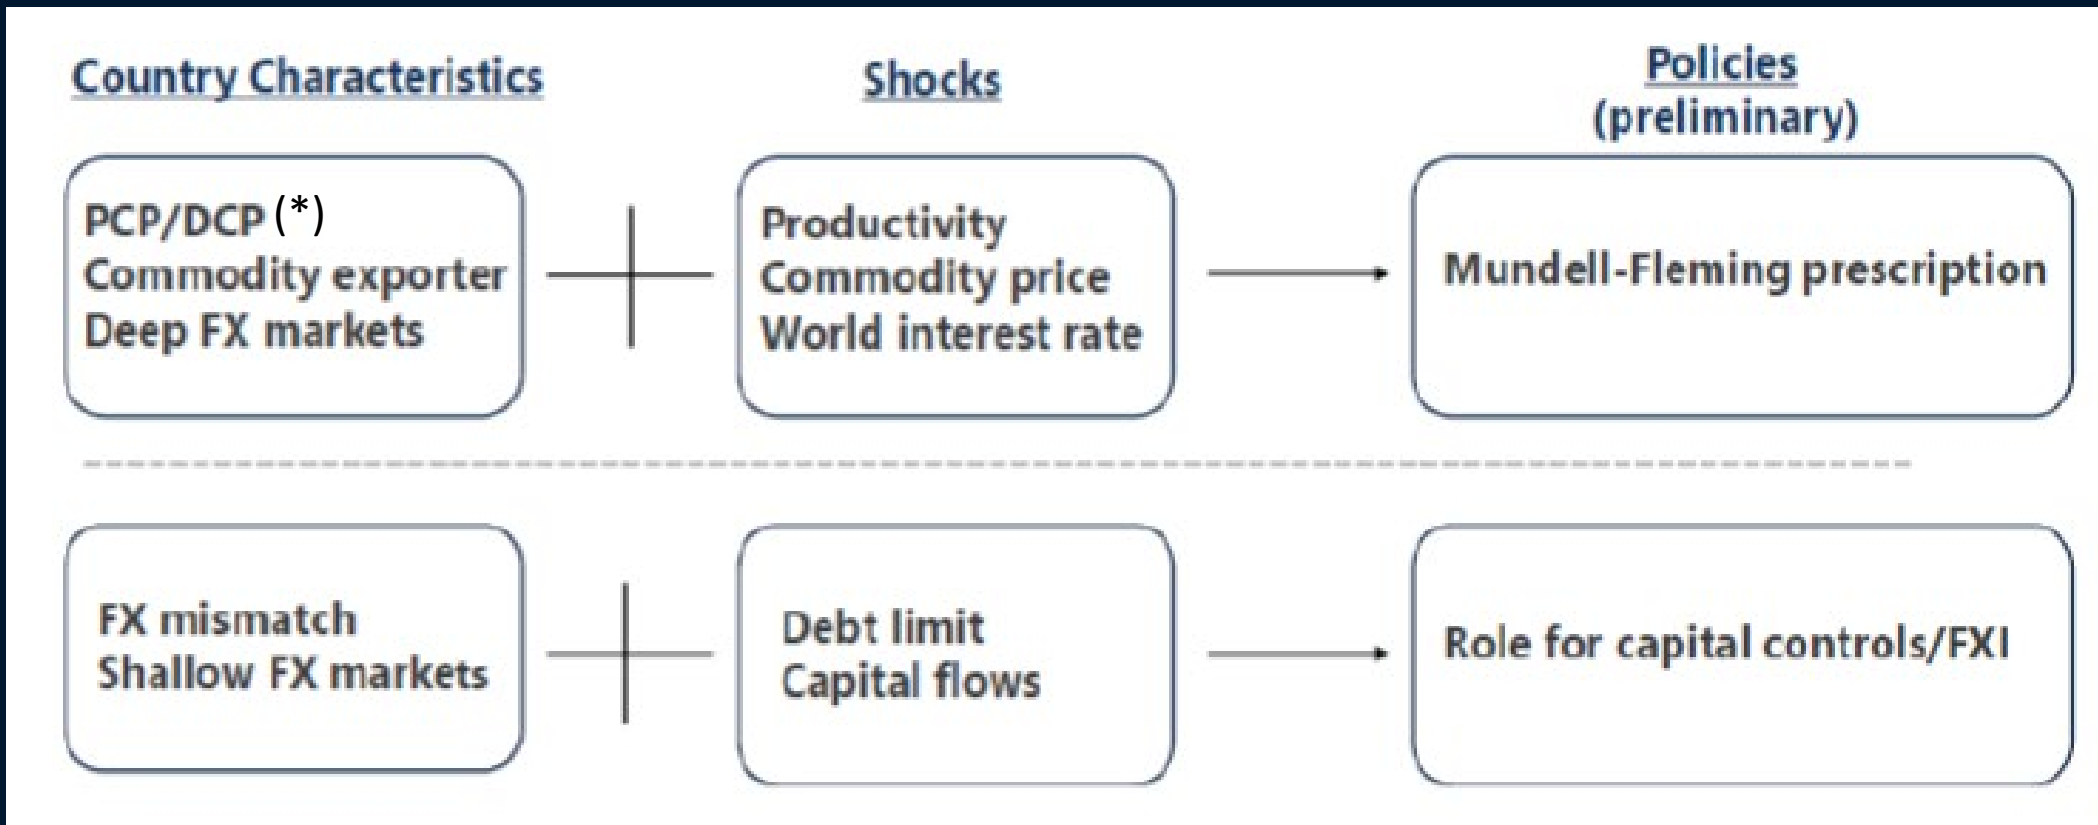 Country Characteristics
Shocks
Policies
(preliminary)
PCP/DCP (*)
Commodity exporter
Deep FX markets
Productivity
Commodity price
World interest rate
Mundell-Fleming prescription
FX mismatch
Shallow FX markets
Debt limit
Capital flows
Role for capital controls/FXI